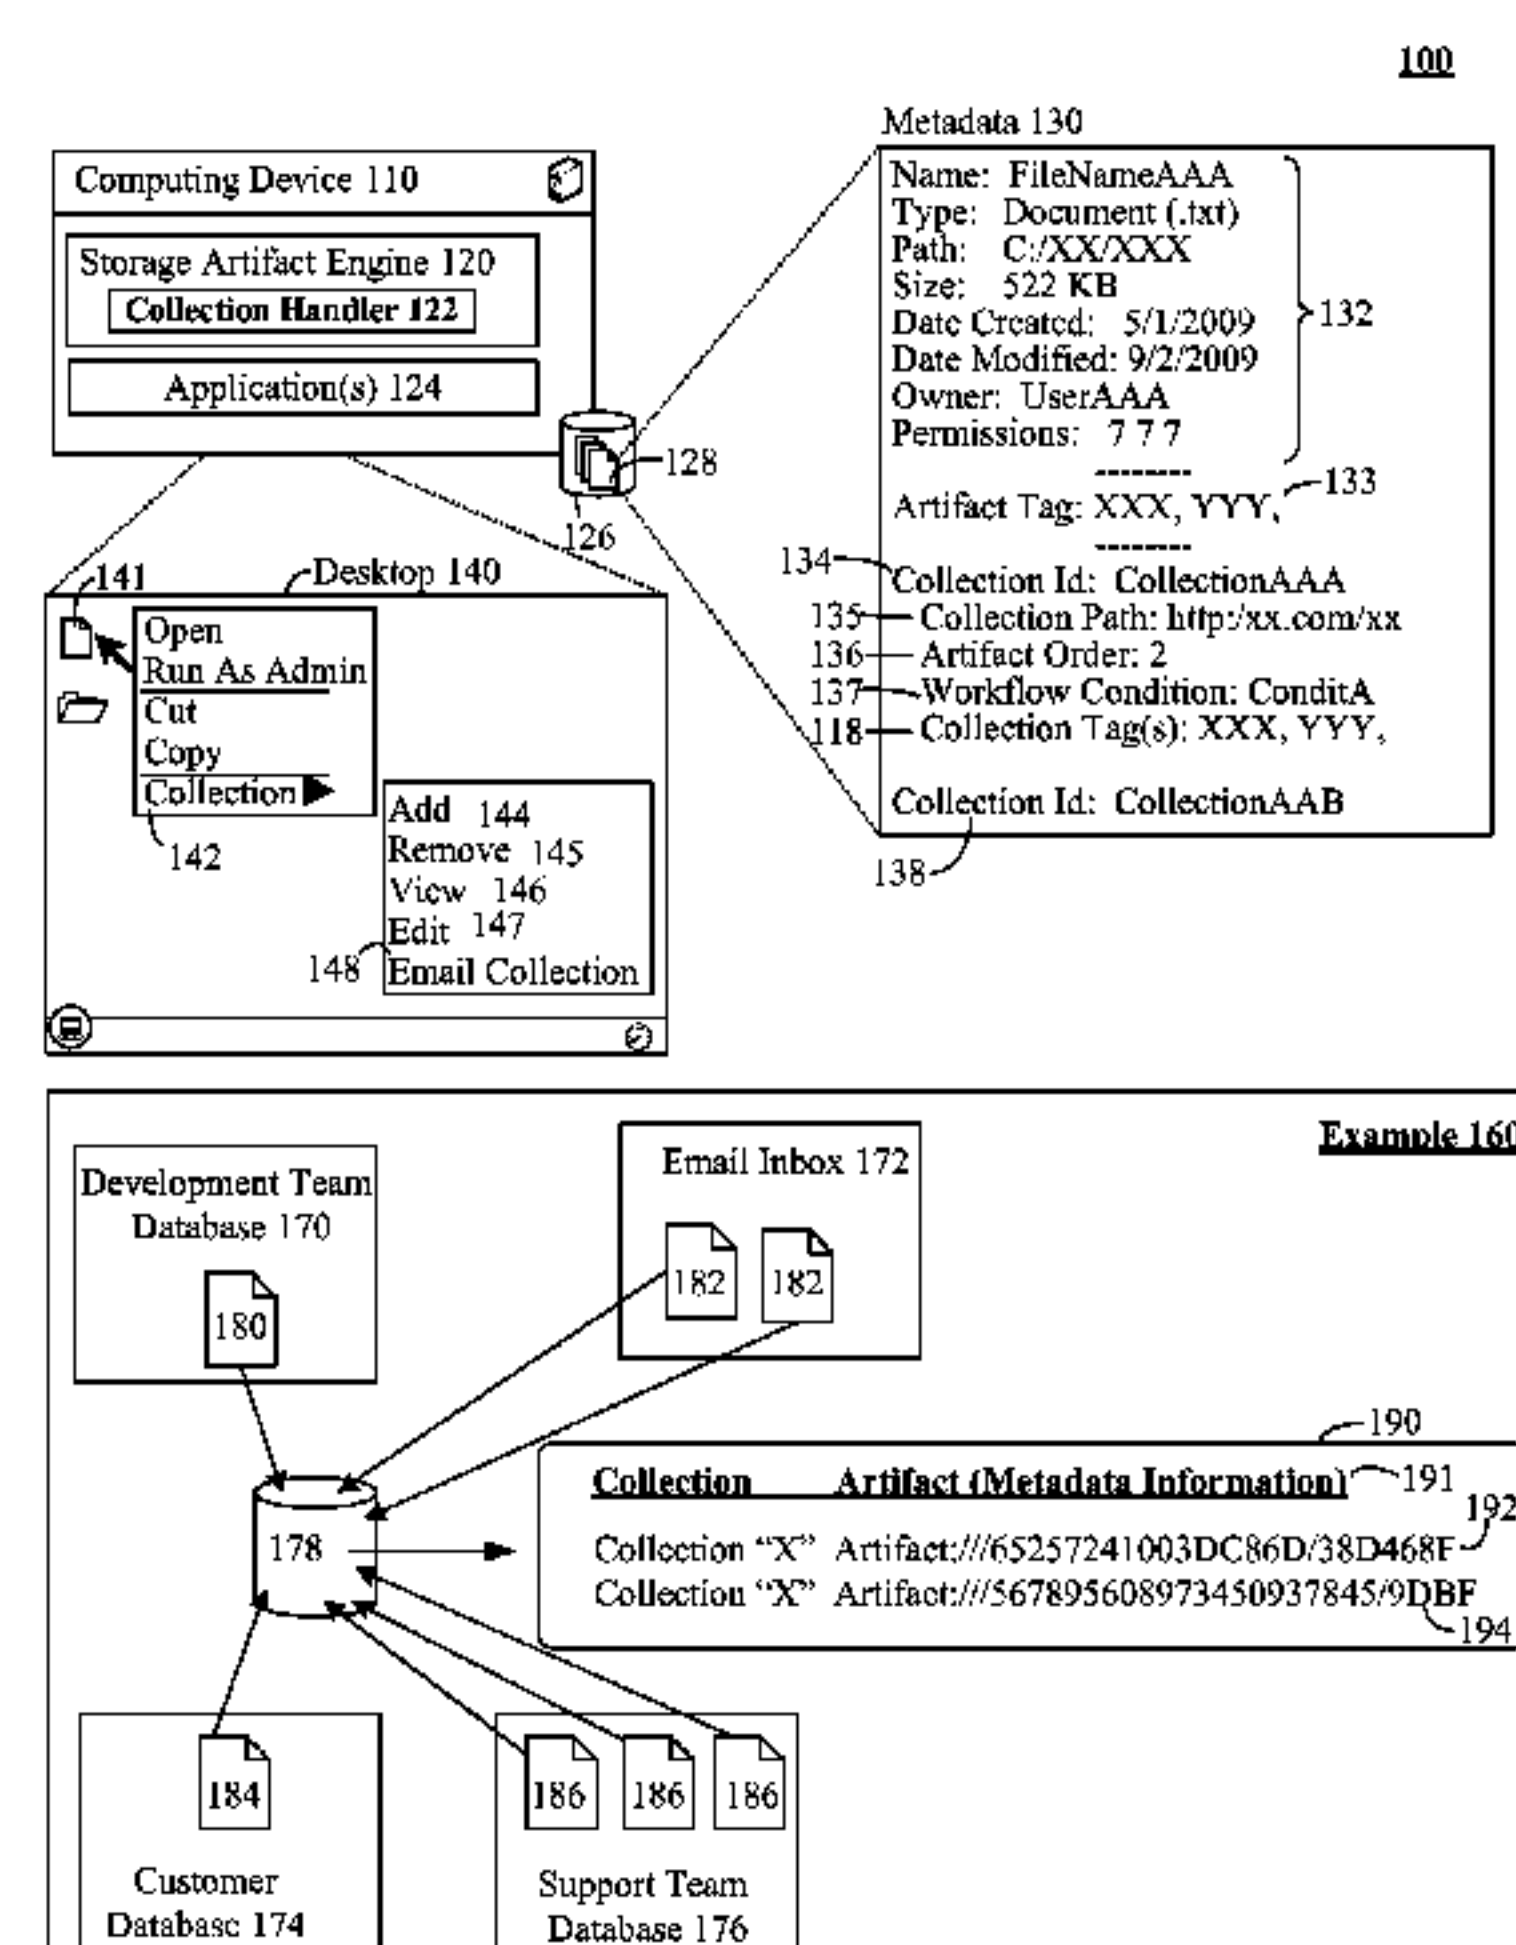 100
Metadata 130
Computing Device 110
Storage Artifact Engine 120
Collection Handler 122
Application(s) 124
128
126
Name: FileNameAAA
Type: Document (.txt)
Path: C:/XX/XXX
Size: 522 KB
Date Created: 5/1/2009
Date Modified: 9/2/2009
Owner: UserAAA
Permissions: 7 7 7
132
--------
Artifact Tag: XXX, YYY,
133
--------
134
Collection Id: CollectionAAA
135
Collection Path: http:/xx.com/xx
136
Artifact Order: 2
137
Workflow Condition: ConditA
118
Collection Tag(s): XXX, YYY,
Collection Id: CollectionAAB
138
Desktop 140
141
Open
Run As Admin
Cut
Copy
Collection
142
Add 144
Remove 145
View 146
Edit 147
148
Email Collection
Example 160
Development Team
Database 170
180
Email Inbox 172
182
182
178
190
Collection Artifact (Metadata Information)
191
192
Collection “X” Artifact:///65257241003DC86D/38D468F
Collection “X” Artifact:///567895608973450937845/9DBF
194
184
Customer
Database 174
186
186
186
Support Team
Database 176